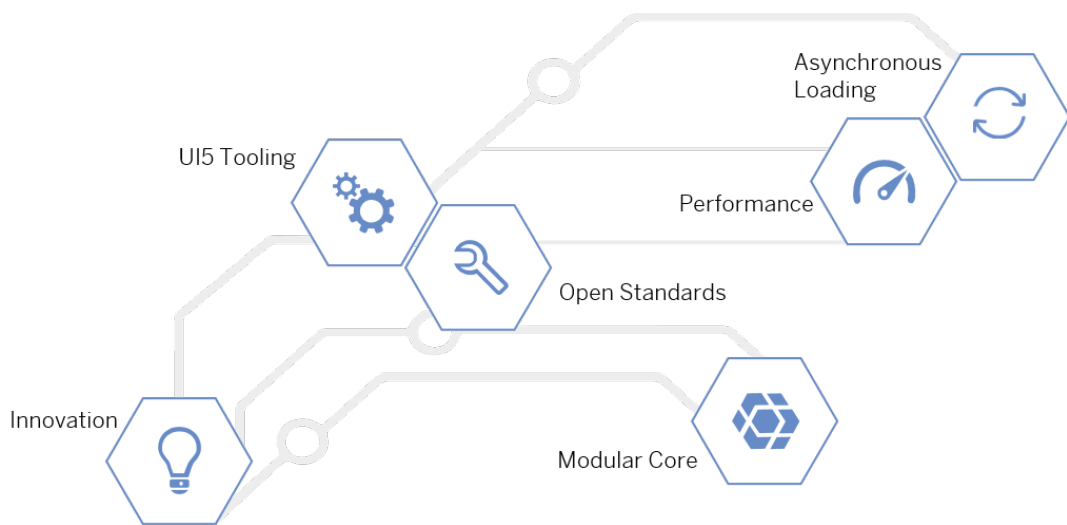 Asynchronous
Loading
UI5 Tooling
Performance
Open Standards
Innovation
Modular Core